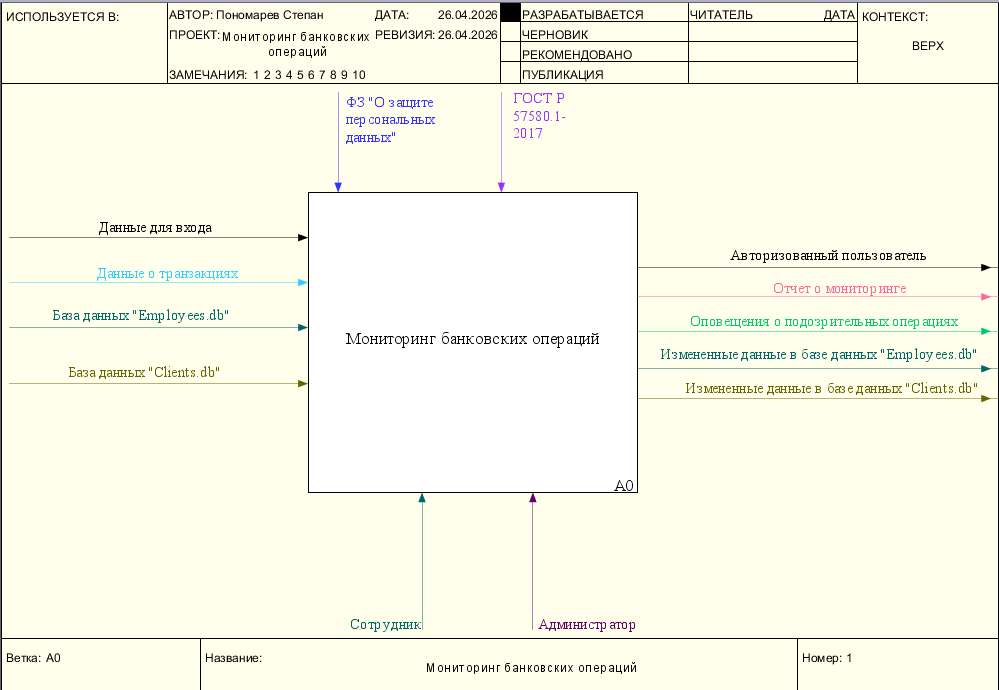 ИСПОЛЬЗУЕТСЯ В:
АВТОР: Пономарев Степан
ДАТА: 26.04.2026
ПРОЕКТ: Мониторинг банковских
операций
РЕВИЗИЯ: 26.04.2026
ЗАМЕЧАНИЯ: 1 2 3 4 5 6 7 8 9 10
РАЗРАБАТЫВАЕТСЯ
ЧЕРНОВИК
РЕКОМЕНДОВАНО
ПУБЛИКАЦИЯ
ЧИТАТЕЛЬ ДАТА
КОНТЕКСТ:
ВЕРХ
ФЗ "О защите
персональных
данных"
ГОСТ Р
57580.1-
2017
Данные для входа
Данные о транзакциях
База данных "Employees.db"
База данных "Clients.db"
Мониторинг банковских операций
A0
Авторизованный пользователь
Отчет о мониторинге
Оповещения о подозрительных операциях
Измененные данные в базе данных "Employees.db"
Измененные данные в базе данных "Clients.db"
Сотрудник
Администратор
Ветка: A0
Название:
Мониторинг банковских операций
Номер: 1